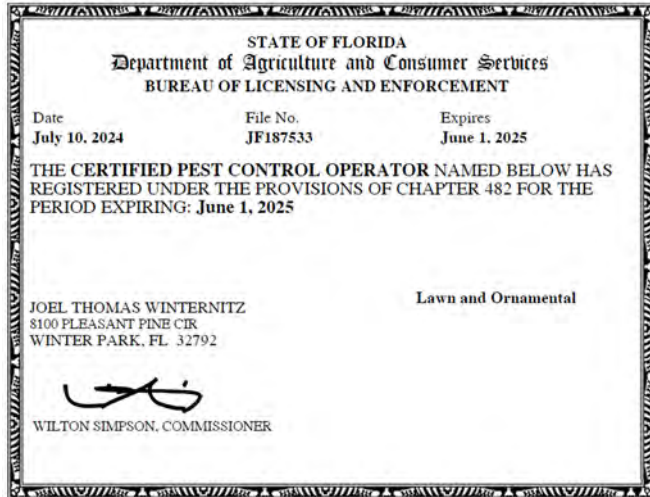 STATE OF FLORIDA
Department of Agriculture and Consumer Services
BUREAU OF LICENSING AND ENFORCEMENT
Date File No. Expires
July 10, 2024 JF187533 June 1, 2025
THE CERTIFIED PEST CONTROL OPERATOR NAMED BELOW HAS
REGISTERED UNDER THE PROVISIONS OF CHAPTER 482 FOR THE
PERIOD EXPIRING: June 1, 2025
Lawn and Ornamental
JOEL THOMAS WINTERNITZ
8100 PLEASANT PINE CIR
WINTER PARK, FL 32792
WILTON SIMPSON, COMMISSIONER